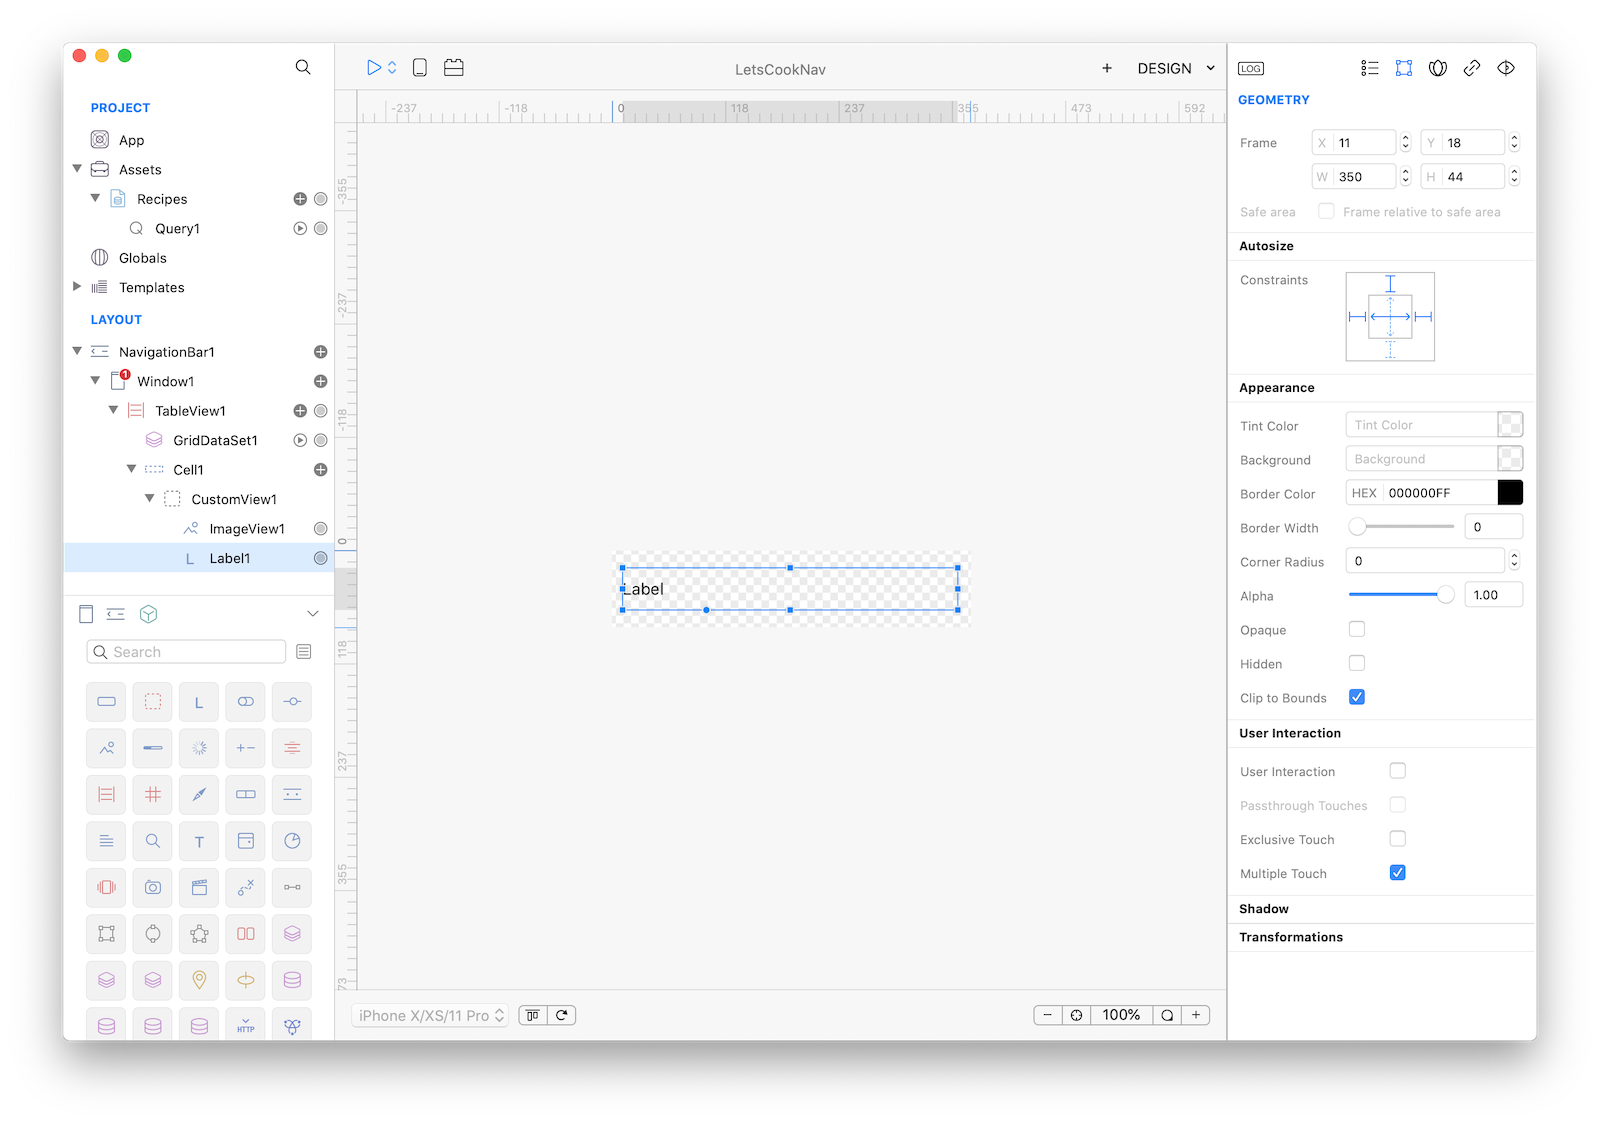 LetsCookNav
+ DESIGN
LOG
PROJECT
App
Assets
Recipes
Query1
Globals
Templates
LAYOUT
NavigationBar1
1
Window1
TableView1
GridDataSet1
Cell1
CustomView1
ImageView1
L Label1
Search
L
T
HTTP
-237 -118 0 118 237 355 473 592
-355
-237
-118
0
118
237
355
73
Label
iPhone X/XS/11 Pro
− 100% +
GEOMETRY
Frame X 11 Y 18
W 350 H 44
Safe area Frame relative to safe area
Autosize
Constraints
Appearance
Tint Color Tint Color
Background Background
Border Color HEX 000000FF
Border Width 0
Corner Radius 0
Alpha 1.00
Opaque
Hidden
Clip to Bounds
User Interaction
User Interaction
Passthrough Touches
Exclusive Touch
Multiple Touch
Shadow
Transformations